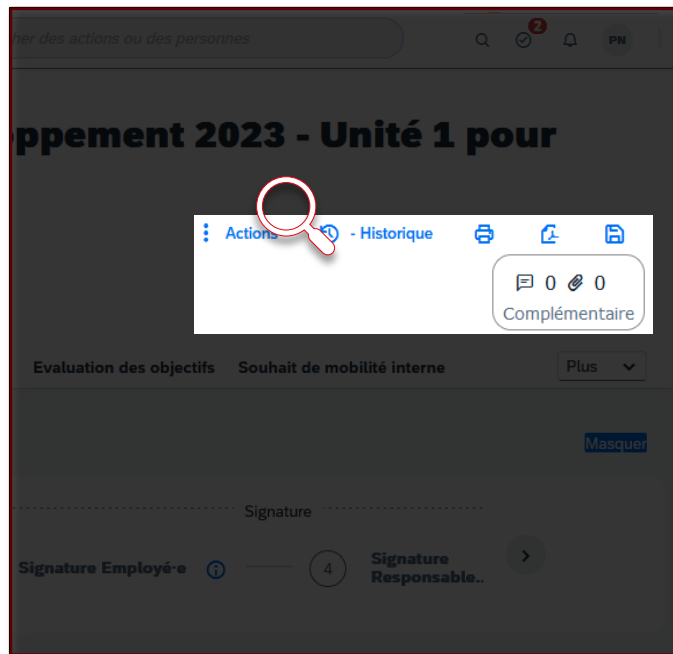 her des actions ou des personnes
2
PN
ppement 2023 - Unité 1 pour
Actions
- Historique
0
0
Complémentaire
Evaluation des objectifs
Souhait de mobilité interne
Plus
Masquer
Signature
Signature Employé·e
4
Signature
Responsable..